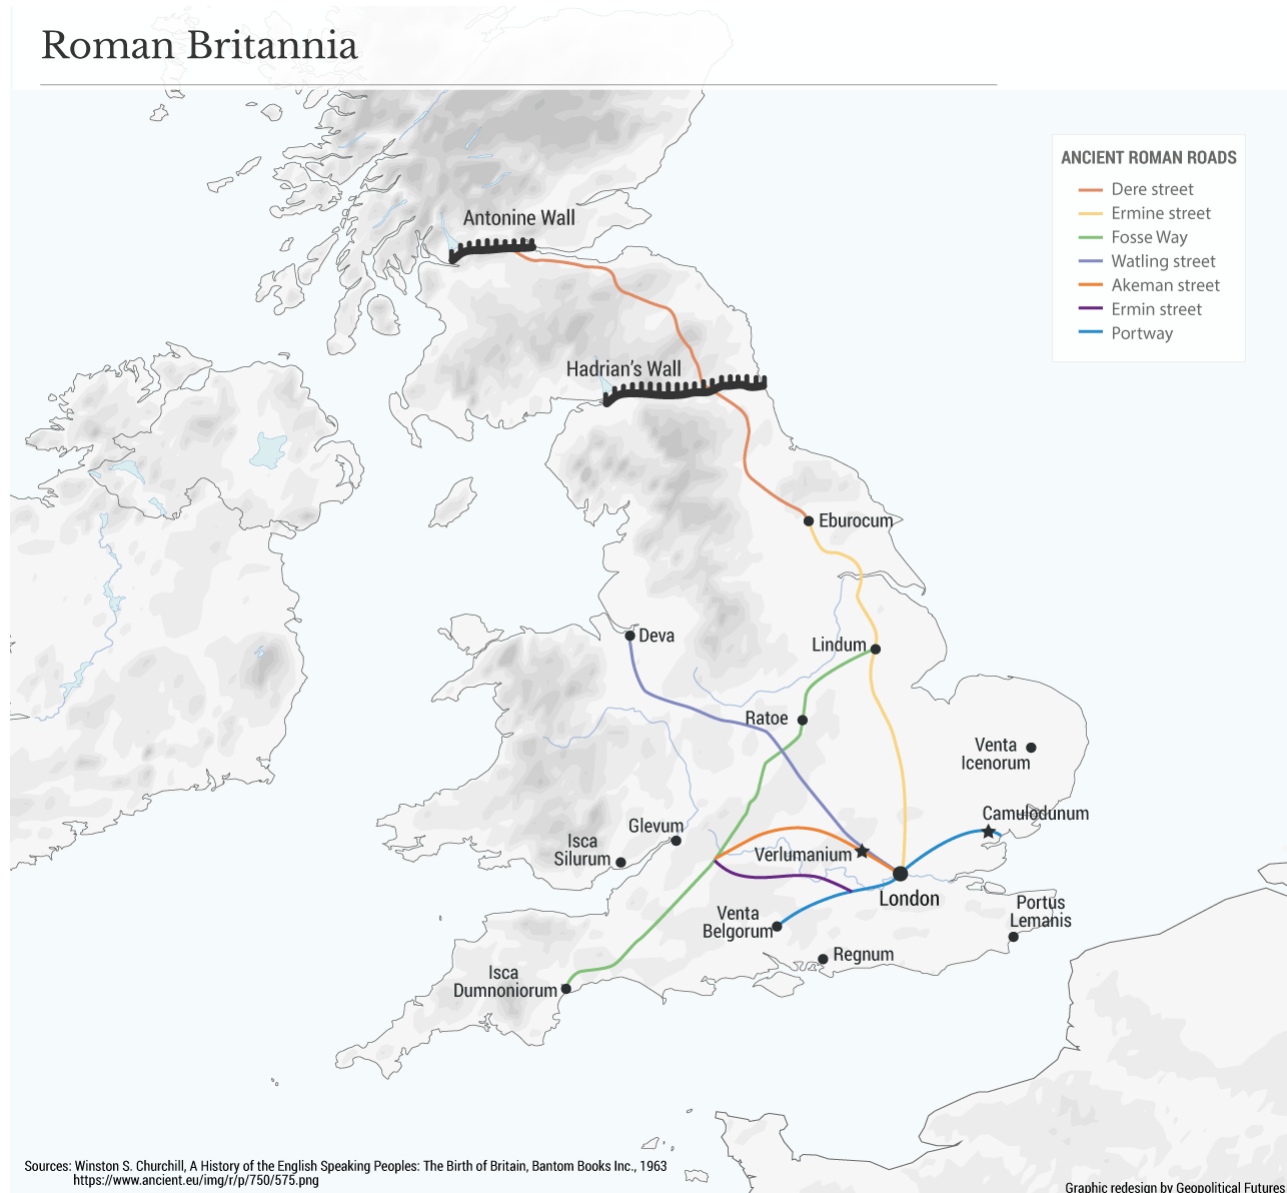 Roman Britannia
ANCIENT ROMAN ROADS
Dere street
Ermine street
Fosse Way
Watling street
Akeman street
Ermin street
Portway
Antonine Wall
Hadrian's Wall
Eburocum
Deva
Lindum
Ratoe
Venta
Icenorum
Camulodunum
Glevum
Isca
Silurum
Verlumanium
London
Portus
Lemanis
Venta
Belgorum
Regnum
Isca
Dumnoniorum
Sources: Winston S. Churchill, A History of the English Speaking Peoples: The Birth of Britain, Bantom Books Inc., 1963
https://www.ancient.eu/img/r/p/750/575.png
Graphic redesign by Geopolitical Futures